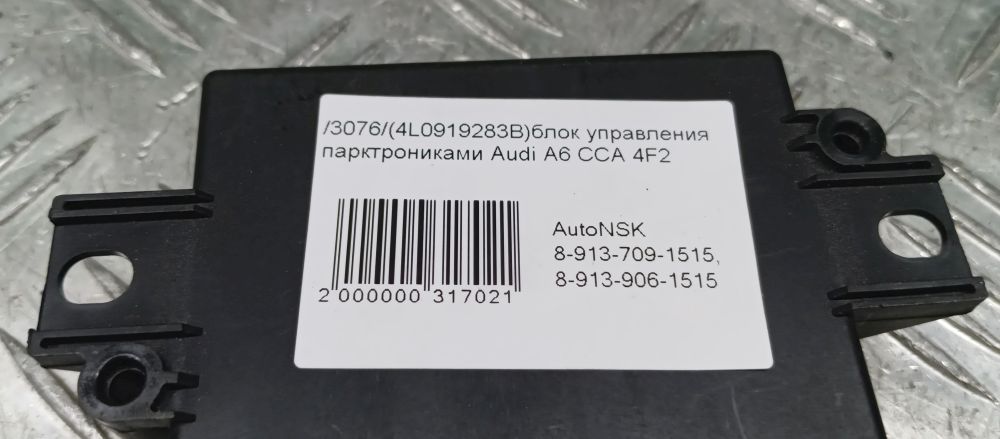 /3076/(4L0919283B)блок управления
парктрониками Audi A6 CCA 4F2
AutoNSK
8-913-709-1515,
8-913-906-1515
2 000000 317021